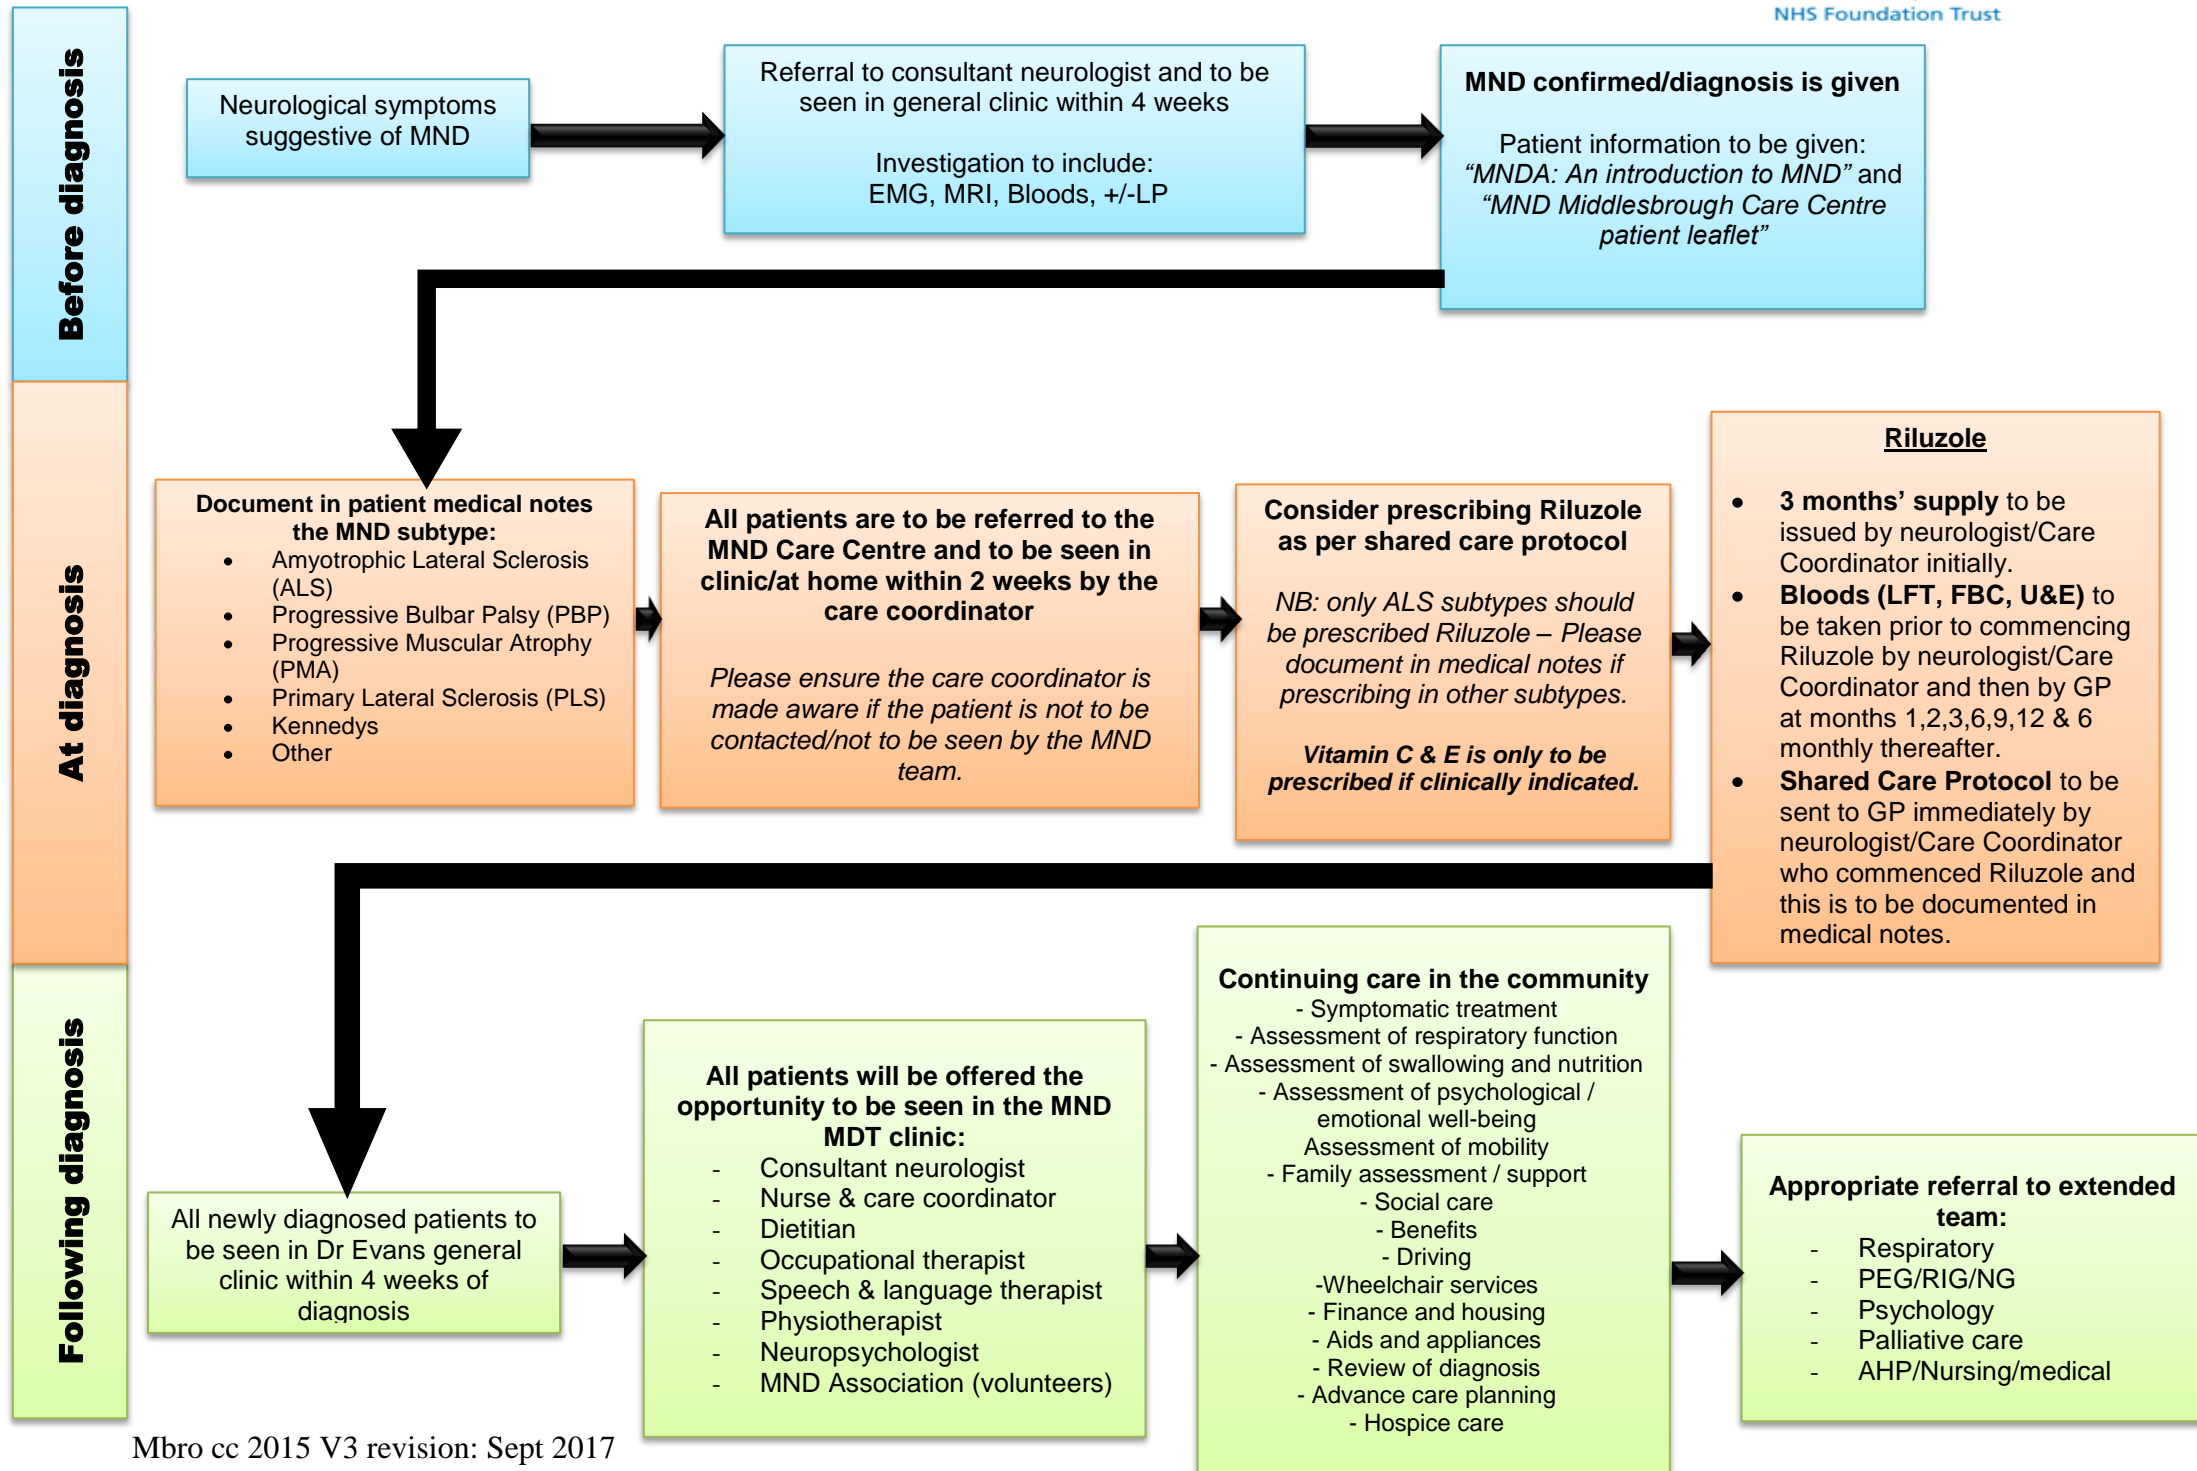 NHS Foundation Trust
Before diagnosis
Neurological symptoms
suggestive of MND
Referral to consultant neurologist and to be
seen in general clinic within 4 weeks
Investigation to include:
EMG, MRI, Bloods, +/-LP
MND confirmed/diagnosis is given
Patient information to be given:
“MNDA: An introduction to MND” and
“MND Middlesbrough Care Centre
patient leaflet”
At diagnosis
Document in patient medical notes
the MND subtype:
• Amyotrophic Lateral Sclerosis
(ALS)
• Progressive Bulbar Palsy (PBP)
• Progressive Muscular Atrophy
(PMA)
• Primary Lateral Sclerosis (PLS)
• Kennedys
• Other
All patients are to be referred to the
MND Care Centre and to be seen in
clinic/at home within 2 weeks by the
care coordinator
Please ensure the care coordinator is
made aware if the patient is not to be
contacted/not to be seen by the MND
team.
Consider prescribing Riluzole
as per shared care protocol
NB: only ALS subtypes should
be prescribed Riluzole – Please
document in medical notes if
prescribing in other subtypes.
Vitamin C & E is only to be
prescribed if clinically indicated.
Riluzole
• 3 months’ supply to be
issued by neurologist/Care
Coordinator initially.
• Bloods (LFT, FBC, U&E) to
be taken prior to commencing
Riluzole by neurologist/Care
Coordinator and then by GP
at months 1,2,3,6,9,12 & 6
monthly thereafter.
• Shared Care Protocol to be
sent to GP immediately by
neurologist/Care Coordinator
who commenced Riluzole and
this is to be documented in
medical notes.
Following diagnosis
All newly diagnosed patients to
be seen in Dr Evans general
clinic within 4 weeks of
diagnosis
All patients will be offered the
opportunity to be seen in the MND
MDT clinic:
- Consultant neurologist
- Nurse & care coordinator
- Dietitian
- Occupational therapist
- Speech & language therapist
- Physiotherapist
- Neuropsychologist
- MND Association (volunteers)
Continuing care in the community
- Symptomatic treatment
- Assessment of respiratory function
- Assessment of swallowing and nutrition
- Assessment of psychological /
emotional well-being
Assessment of mobility
- Family assessment / support
- Social care
- Benefits
- Driving
-Wheelchair services
- Finance and housing
- Aids and appliances
- Review of diagnosis
- Advance care planning
- Hospice care
Appropriate referral to extended
team:
- Respiratory
- PEG/RIG/NG
- Psychology
- Palliative care
- AHP/Nursing/medical
Mbro cc 2015 V3 revision: Sept 2017